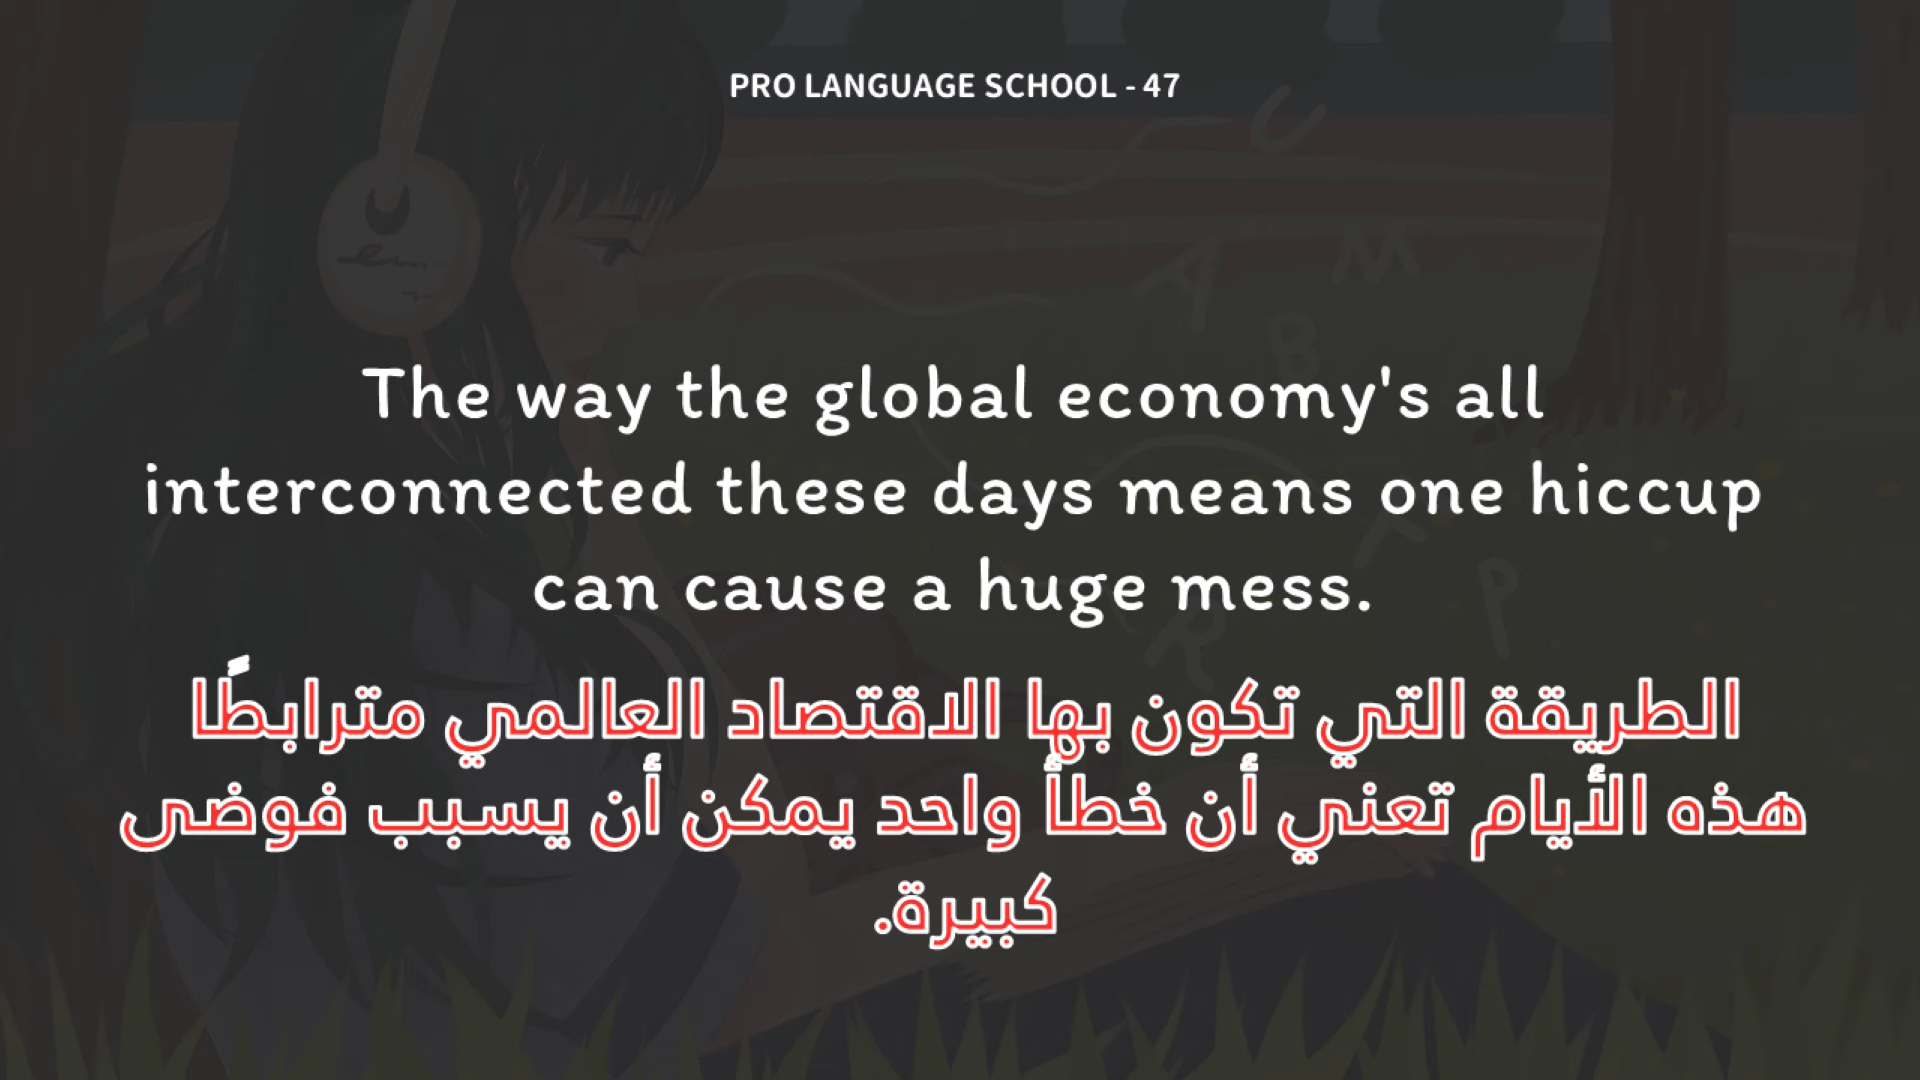 PRO LANGUAGE SCHOOL - 47
The way the global economy's all
interconnected these days means one hiccup
can cause a huge mess.
الطريقة التي تكون بها الاقتصاد العالمي مترابطًا
هذه الأيام تعني أن خطأ واحد يمكن أن يسبب فوضى
كبيرة.
U
A M
B
T
P
R